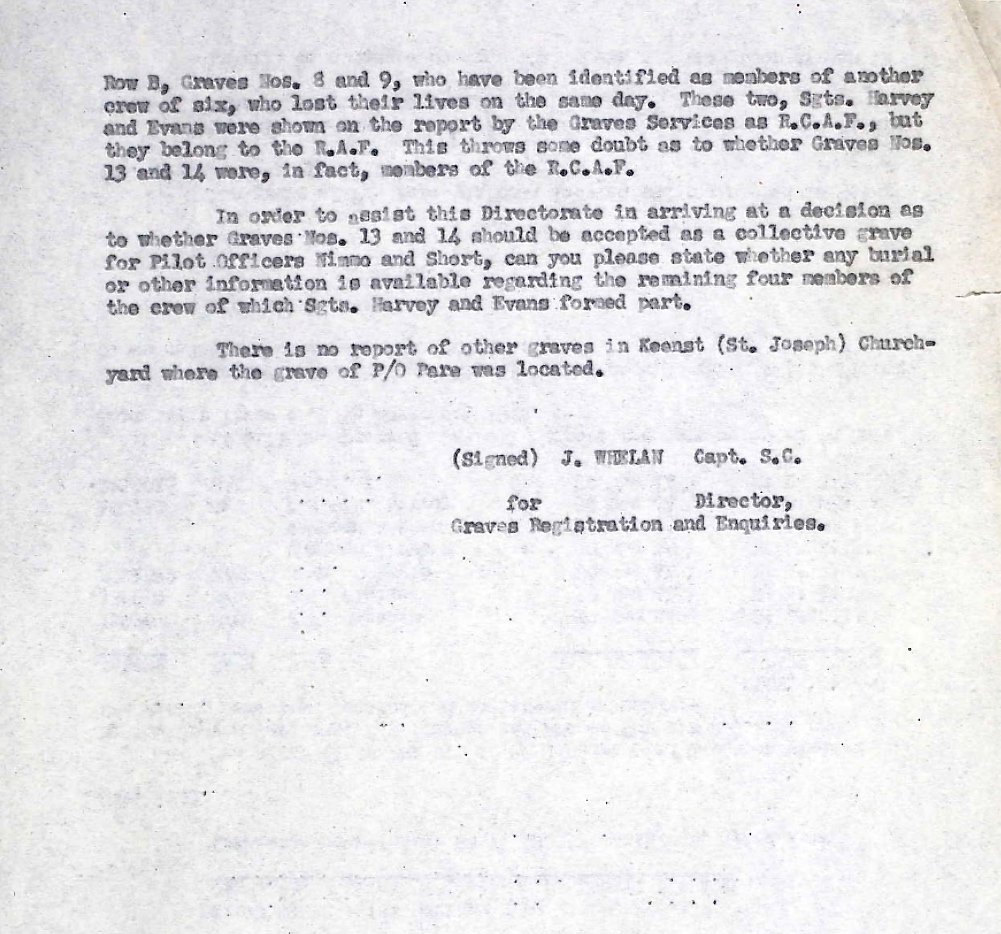 Row B, Graves Nos. 8 and 9, who have been identified as members of another
crew of six, who lost their lives on the same day. These two, Sgts. Harvey
and Evans were shown on the report by the Graves Services as R.C.A.F., but
they belong to the R.A.F. This throws some doubt as to whether Graves Nos.
13 and 14 were, in fact, members of the R.C.A.F.
In order to assist this Directorate in arriving at a decision as
to whether Graves Nos. 13 and 14 should be accepted as a collective grave
for Pilot Officers Nimmo and Short, can you please state whether any burial
or other information is available regarding the remaining four members of
the crew of which Sgts. Harvey and Evans formed part.
There is no report of other graves in Keenst (St. Joseph) Church-
yard where the grave of P/O Pare was located.
(Signed) J. WHELAN Capt. S.C.
for Director,
Graves Registration and Enquiries.